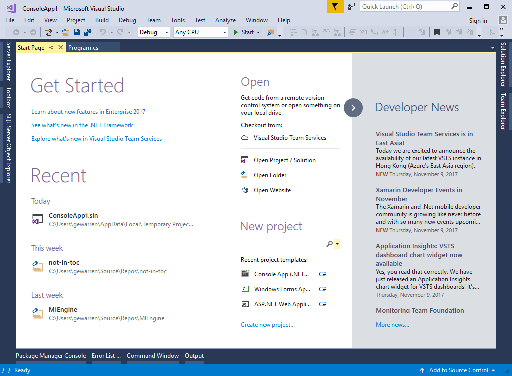 ConsoleApp1 - Microsoft Visual Studio
Quick Launch (Ctrl+Q)
File Edit View Project Build Debug Team Tools Test Analyze Window Help
Sign in
Debug Any CPU Start
Start Page Program.cs
Server Explorer
Toolbox
SQL Server Object Explorer
Solution Explorer
Team Explorer
Get Started
Learn about new features in Enterprise 2017
See what's new in the .NET Framework
Explore what's new in Visual Studio Team Services
Recent
Today
ConsoleApp1.sln
C:\Users\gewarren\AppData\Local\Temporary Projec...
This week
not-in-toc
C:\Users\gewarren\Source\Repos\not-in-toc
Last week
MIEngine
C:\Users\gewarren\Source\Repos\MIEngine
Open
Get code from a remote version
control system or open something on
your local drive.
Checkout from:
Visual Studio Team Services
Open Project / Solution
Open Folder
Open Website
New project
Recent project templates:
Console App (.NET... C#
Windows Forms Ap... C#
ASP.NET Web Appli... C#
Create new project...
Developer News
Visual Studio Team Services is in
East Asia
Today we are excited to announce the
availability of our latest VSTS instance in
Hong Kong (Azure's East Asia region).
NEW Thursday, November 9, 2017
Xamarin Developer Events in
November
The Xamarin and .Net mobile developer
community is growing like never before
and with so many new events upcomi...
NEW Thursday, November 9, 2017
Application Insights: VSTS
dashboard chart widget now
available
Yes, you read that correctly. We have
just released an Application Insights
chart widget for VSTS dashboards! It's...
NEW Thursday, November 9, 2017
Monitoring Team Foundation
More news...
Package Manager Console Error List ... Command Window Output
Ready
Add to Source Control